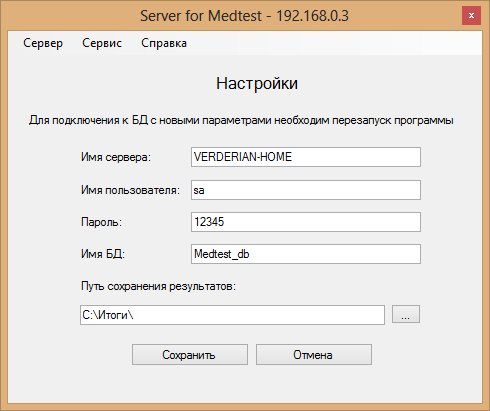 Server for Medtest - 192.168.0.3
x
Сервер Сервис Справка
Настройки
Для подключения к БД с новыми параметрами необходим перезапуск программы
Имя сервера: VERDERIAN-HOME
Имя пользователя: sa
Пароль: 12345
Имя БД: Medtest_db
Путь сохранения результатов:
C:\Итоги\ ...
Сохранить Отмена